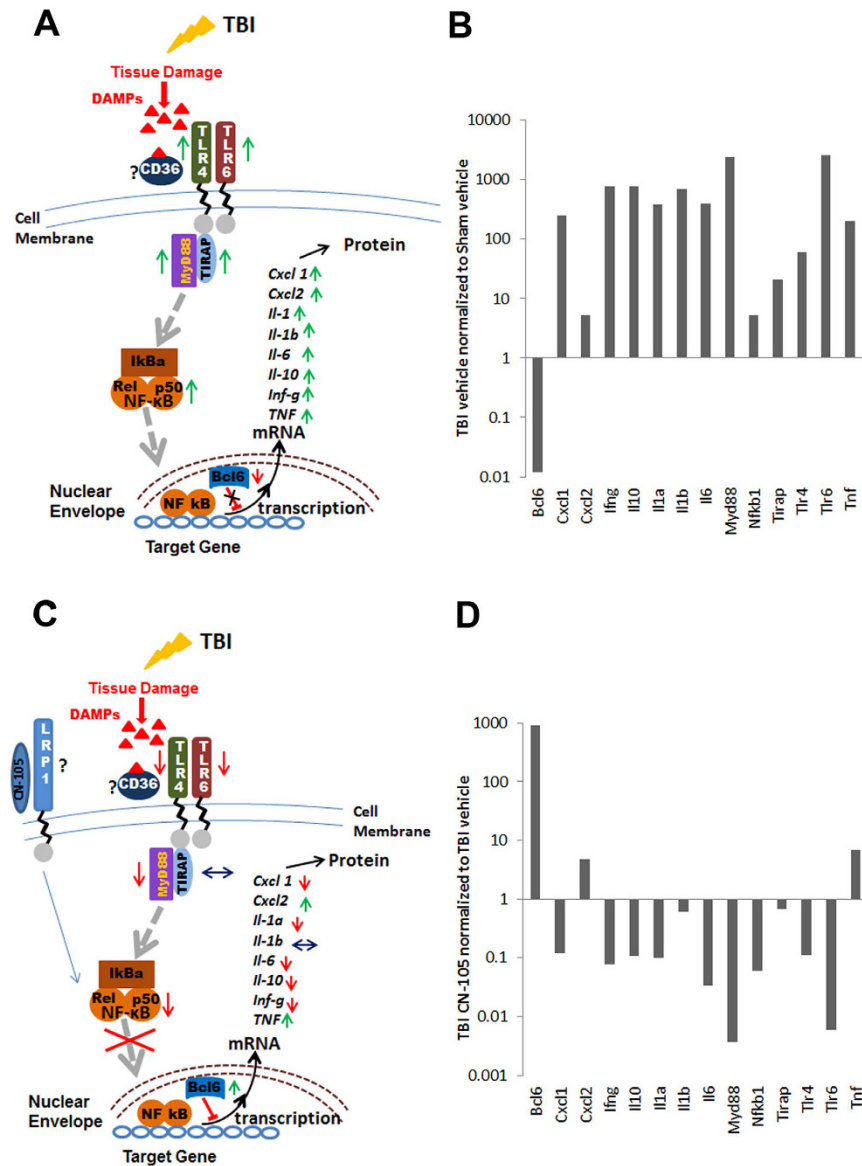 A
TBI
Tissue Damage
DAMPs
TLR4
TLR6
?
CD36
Cell
Membrane
MyD88
TIRAP
Protein
Cxcl 1
Cxcl2
Il-1
Il-1b
Il-6
Il-10
Inf-g
TNF
mRNA
IkBa
Rel p50
NF-κB
Nuclear
Envelope
Bcl6
NF kB
transcription
Target Gene
B
TBI vehicle normalized to Sham vehicle
10000
1000
100
10
1
0.1
0.01
Bcl6
Cxcl1
Cxcl2
Ifng
Il10
Il1a
Il1b
Il6
Myd88
Nfkb1
Tirap
Tlr4
Tlr6
Tnf
C
TBI
Tissue Damage
DAMPs
LRP1
CN-105
?
TLR4
TLR6
?
CD36
Cell
Membrane
MyD88
TIRAP
Protein
Cxcl 1
Cxcl2
Il-1a
Il-1b
Il-6
Il-10
Inf-g
TNF
mRNA
IkBa
Rel p50
NF-κB
Nuclear
Envelope
Bcl6
NF kB
transcription
Target Gene
D
TBI CN-105 normalized to TBI vehicle
1000
100
10
1
0.1
0.01
0.001
Bcl6
Cxcl1
Cxcl2
Ifng
Il10
Il1a
Il1b
Il6
Myd88
Nfkb1
Tirap
Tlr4
Tlr6
Tnf